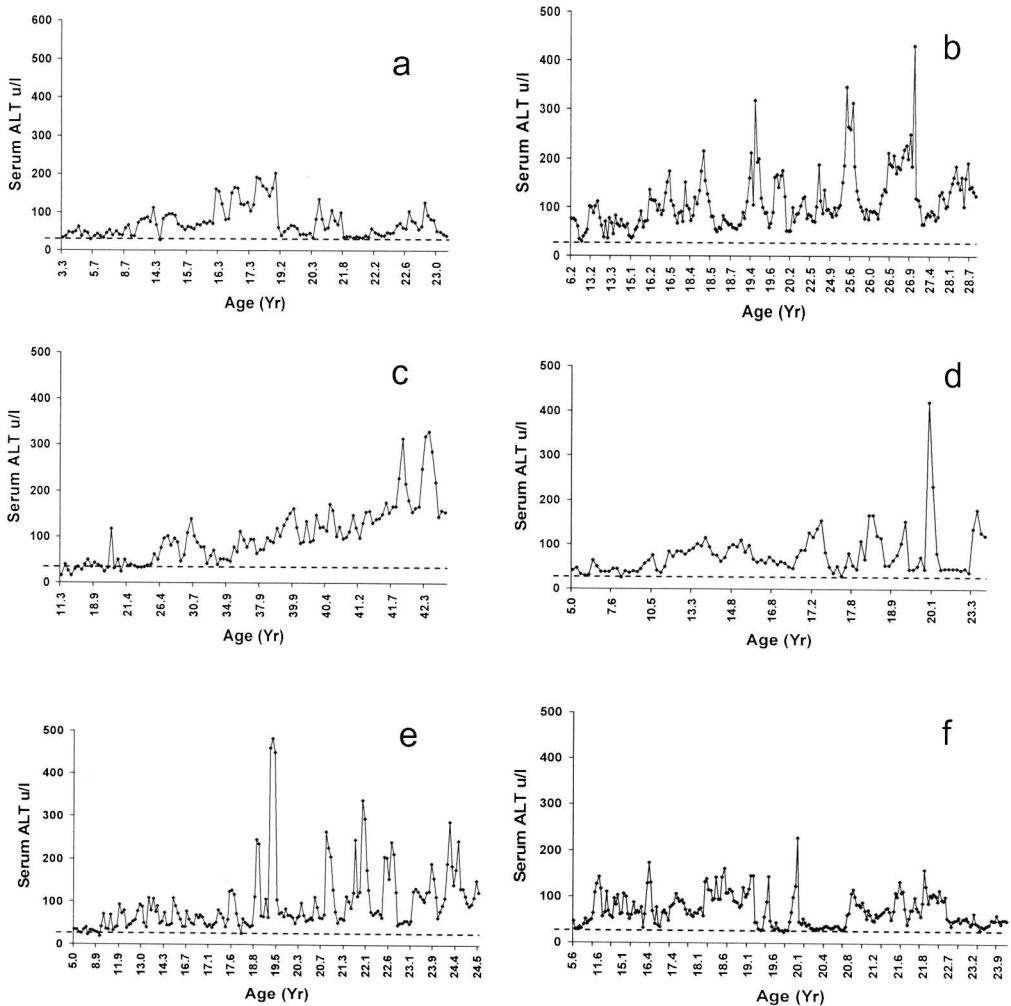 a
Serum ALT u/l
600
500
400
300
200
100
0
3.3 5.7 8.7 14.3 15.7 16.3 17.3 19.2 20.3 21.8 22.2 22.6 23.0
Age (Yr)
b
Serum ALT u/l
500
400
300
200
100
0
6.2 13.2 13.3 15.1 16.2 16.5 18.4 18.5 18.7 19.4 19.6 20.2 22.5 24.9 25.6 26.0 26.5 26.9 27.4 28.1 28.7
Age (Yr)
c
Serum ALT u/l
500
400
300
200
100
0
11.3 18.9 21.4 26.4 30.7 34.9 37.9 39.9 40.4 41.2 41.7 42.3
Age (Yr)
d
Serum ALT u/l
500
400
300
200
100
0
5.0 7.6 10.5 13.3 14.8 16.8 17.2 17.8 18.9 20.1 23.3
Age (Yr)
e
Serum ALT u/l
500
400
300
200
100
0
5.0 8.9 11.9 13.0 14.3 15.2 17.1 17.6 18.8 19.5 20.3 20.7 21.3 22.1 22.6 23.1 23.9 24.4 24.5
Age (Yr)
f
Serum ALT u/l
500
400
300
200
100
0
5.6 11.6 15.1 16.4 17.4 18.1 18.6 19.1 19.6 20.1 20.4 20.8 21.2 21.6 21.8 22.7 23.2 23.9
Age (Yr)